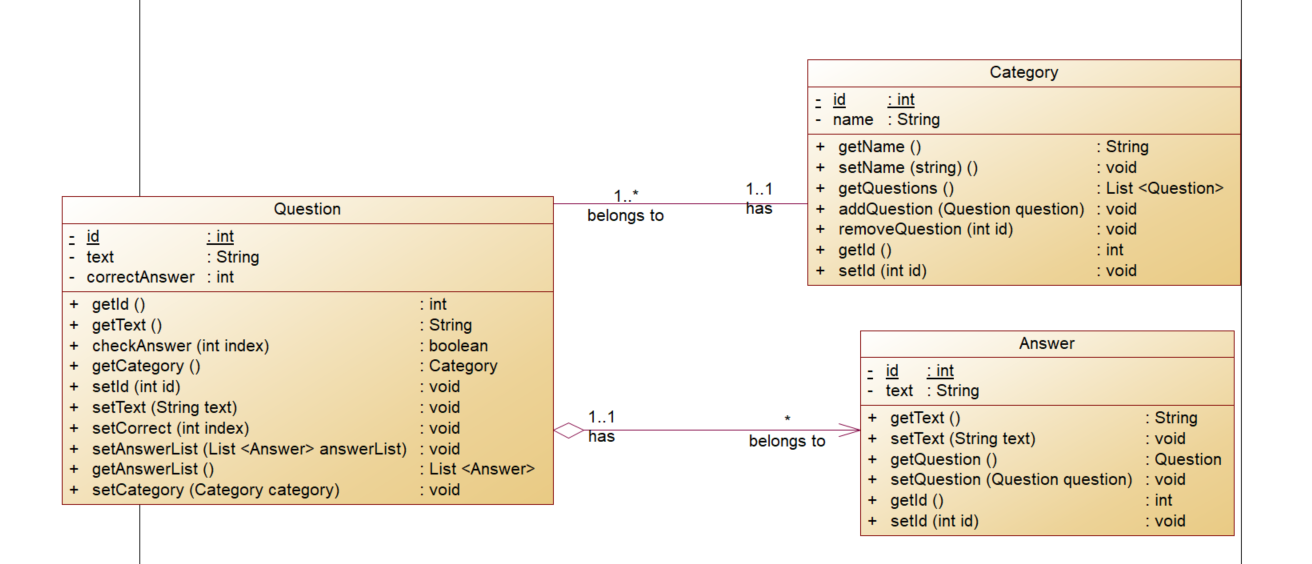 Category
- id : int
- name : String
+ getName () : String
+ setName (string) () : void
+ getQuestions () : List <Question>
+ addQuestion (Question question) : void
+ removeQuestion (int id) : void
+ getId () : int
+ setId (int id) : void
1..* 1..1
belongs to has
Question
- id : int
- text : String
- correctAnswer : int
+ getId () : int
+ getText () : String
+ checkAnswer (int index) : boolean
+ getCategory () : Category
+ setId (int id) : void
+ setText (String text) : void
+ setCorrect (int index) : void
+ setAnswerList (List <Answer> answerList) : void
+ getAnswerList () : List <Answer>
+ setCategory (Category category) : void
1..1 *
has belongs to
Answer
- id : int
- text : String
+ getText () : String
+ setText (String text) : void
+ getQuestion () : Question
+ setQuestion (Question question) : void
+ getId () : int
+ setId (int id) : void